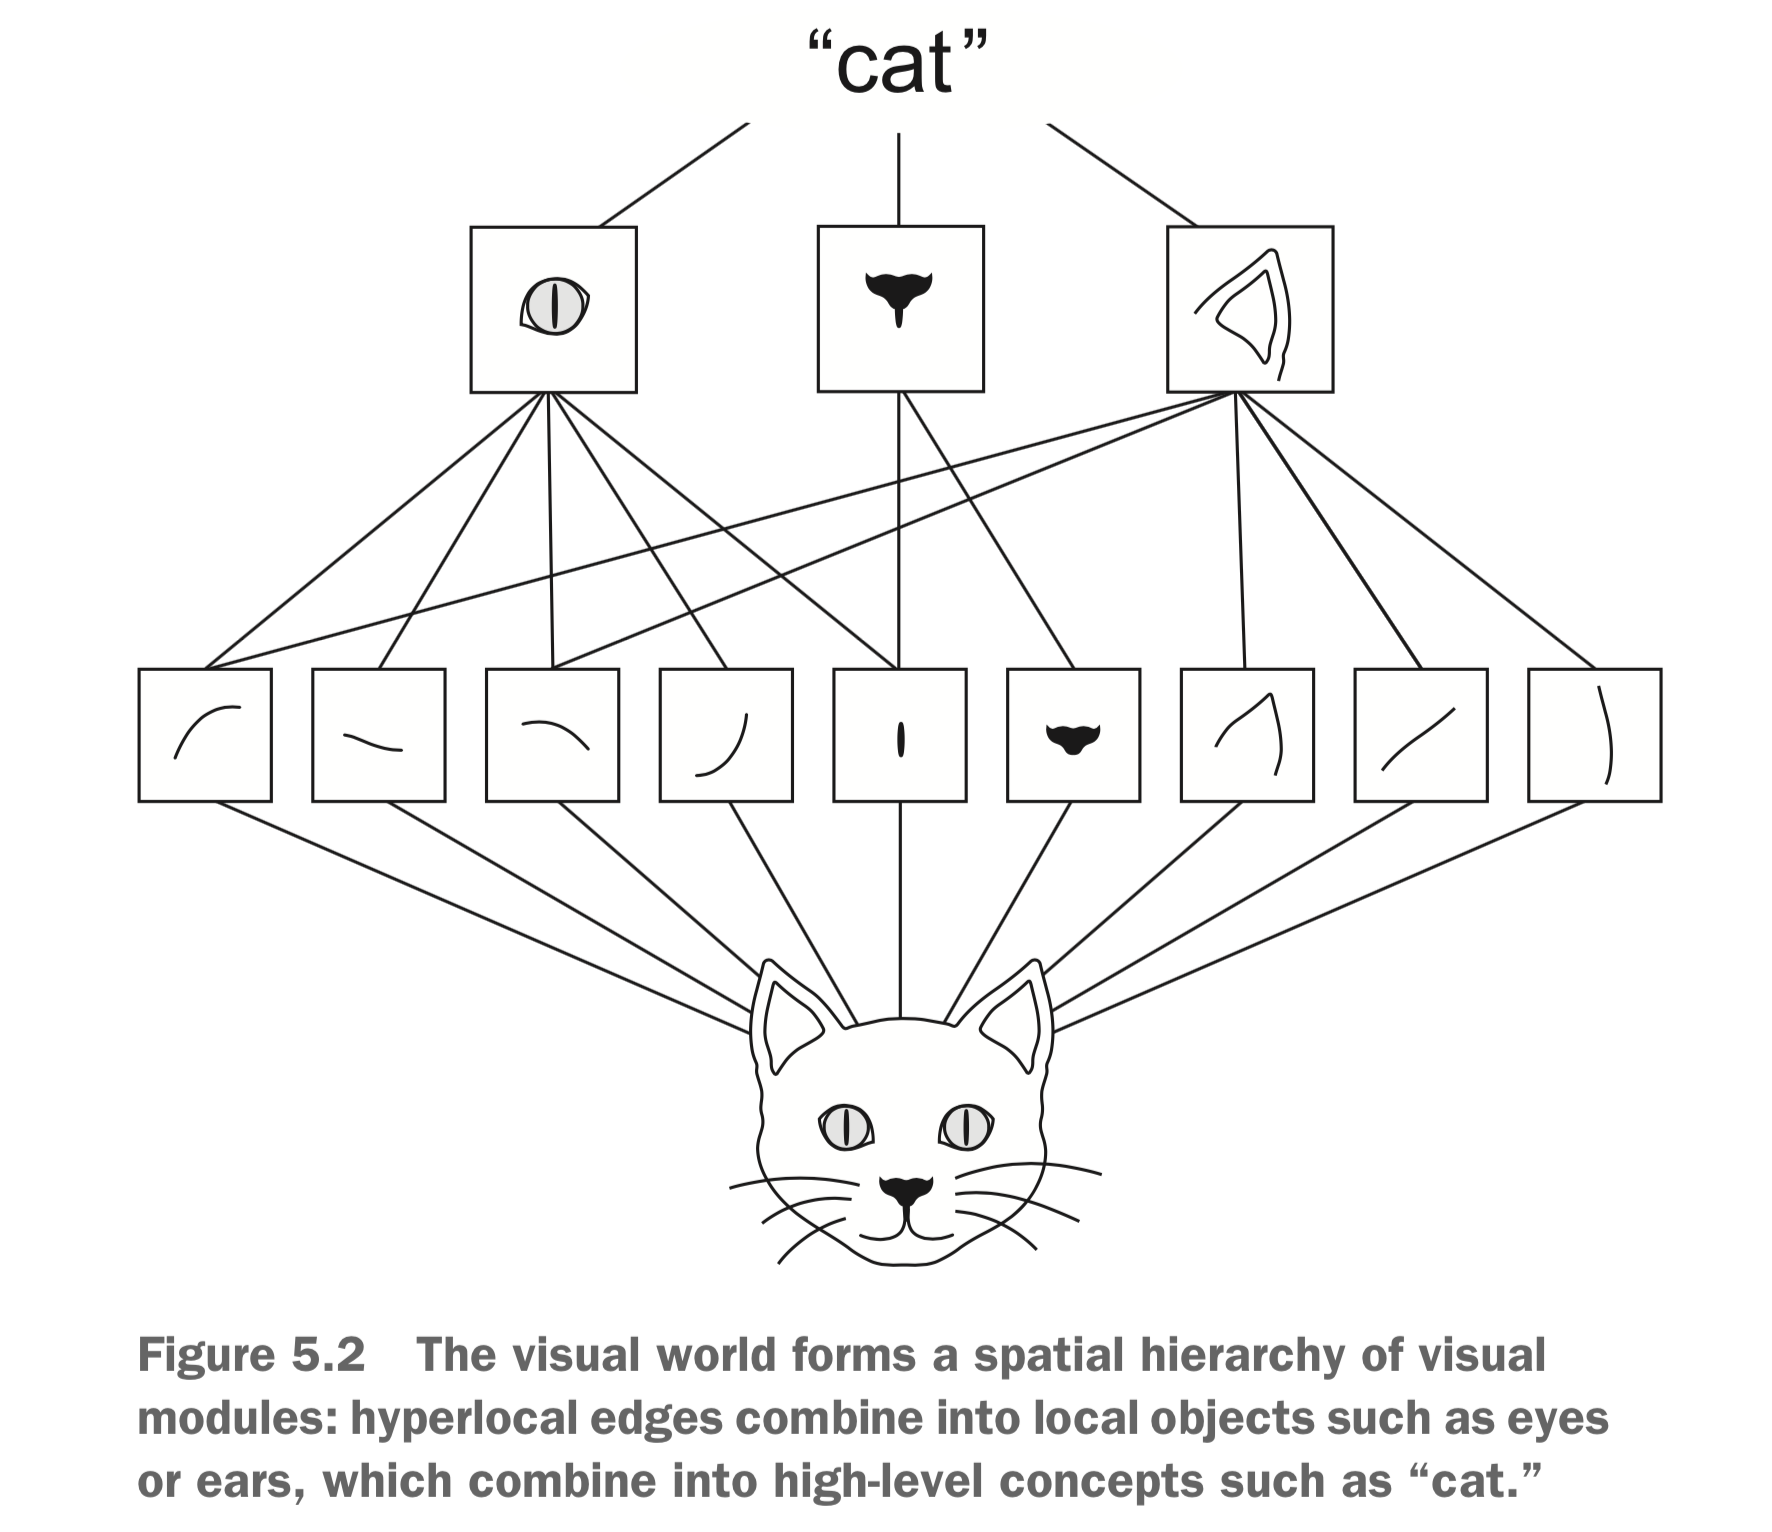 “cat”
Figure 5.2 The visual world forms a spatial hierarchy of visual
modules: hyperlocal edges combine into local objects such as eyes
or ears, which combine into high-level concepts such as “cat.”